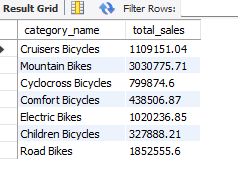 Result Grid Filter Rows:
category_name total_sales
Cruisers Bicycles 1109151.04
Mountain Bikes 3030775.71
Cyclocross Bicycles 799874.6
Comfort Bicycles 438506.87
Electric Bikes 1020236.85
Children Bicycles 327888.21
Road Bikes 1852555.6